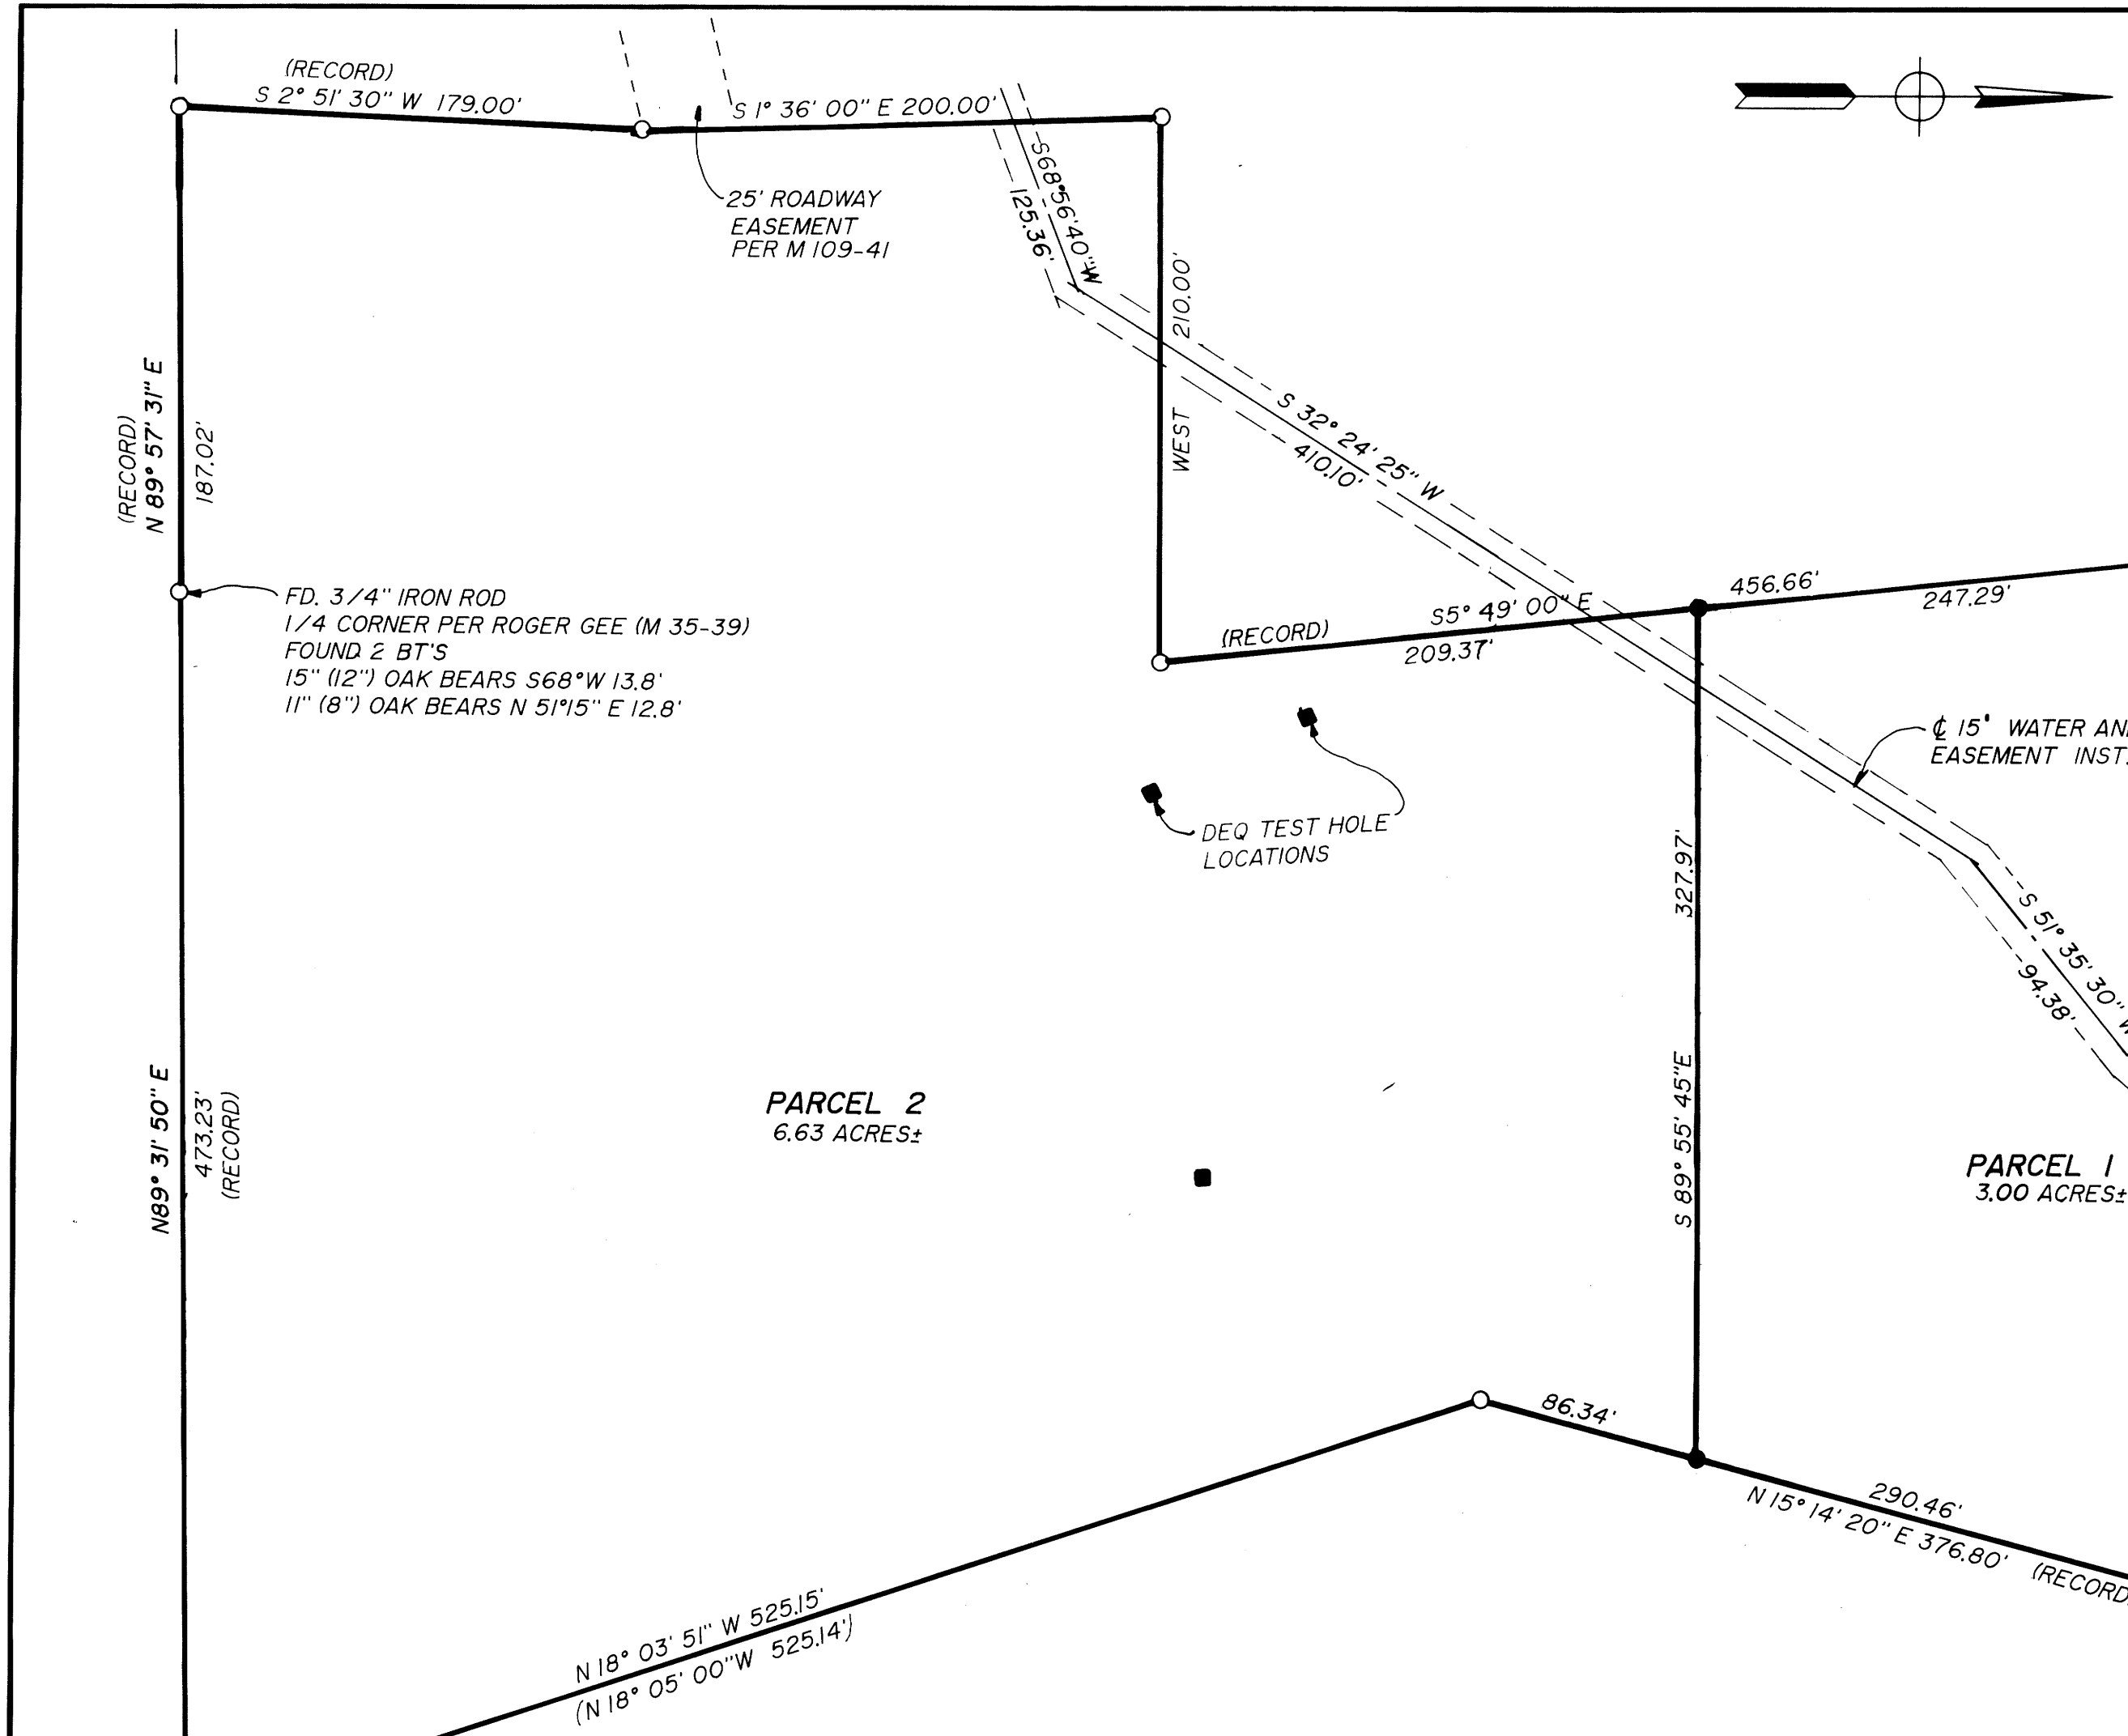 (RECORD)
S 2° 51' 30" W 179.00'
S 1° 36' 00" E 200.00'
25' ROADWAY
EASEMENT
PER M 109-41
S68°56'40"W
125.36'
210.00'
WEST
(RECORD)
N 89° 57' 31" E
187.02'
S 32° 24' 25" W
410.10'
FD. 3/4" IRON ROD
1/4 CORNER PER ROGER GEE (M 35-39)
FOUND 2 BT'S
15" (12") OAK BEARS S68°W 13.8'
11" (8") OAK BEARS N 51°15" E 12.8'
(RECORD)
S5° 49' 00" E
209.37'
456.66'
247.29'
℄ 15' WATER AN
EASEMENT INST.
DEQ TEST HOLE
LOCATIONS
327.97'
S 89° 55' 45"E
S 51° 35' 30" W
94.38'
N89° 31' 50" E
473.23'
(RECORD)
PARCEL 2
6.63 ACRES±
PARCEL 1
3.00 ACRES±
86.34'
290.46'
N 15° 14' 20" E 376.80' (RECORD
N 18° 03' 51" W 525.15'
(N 18° 05' 00"W 525.14')